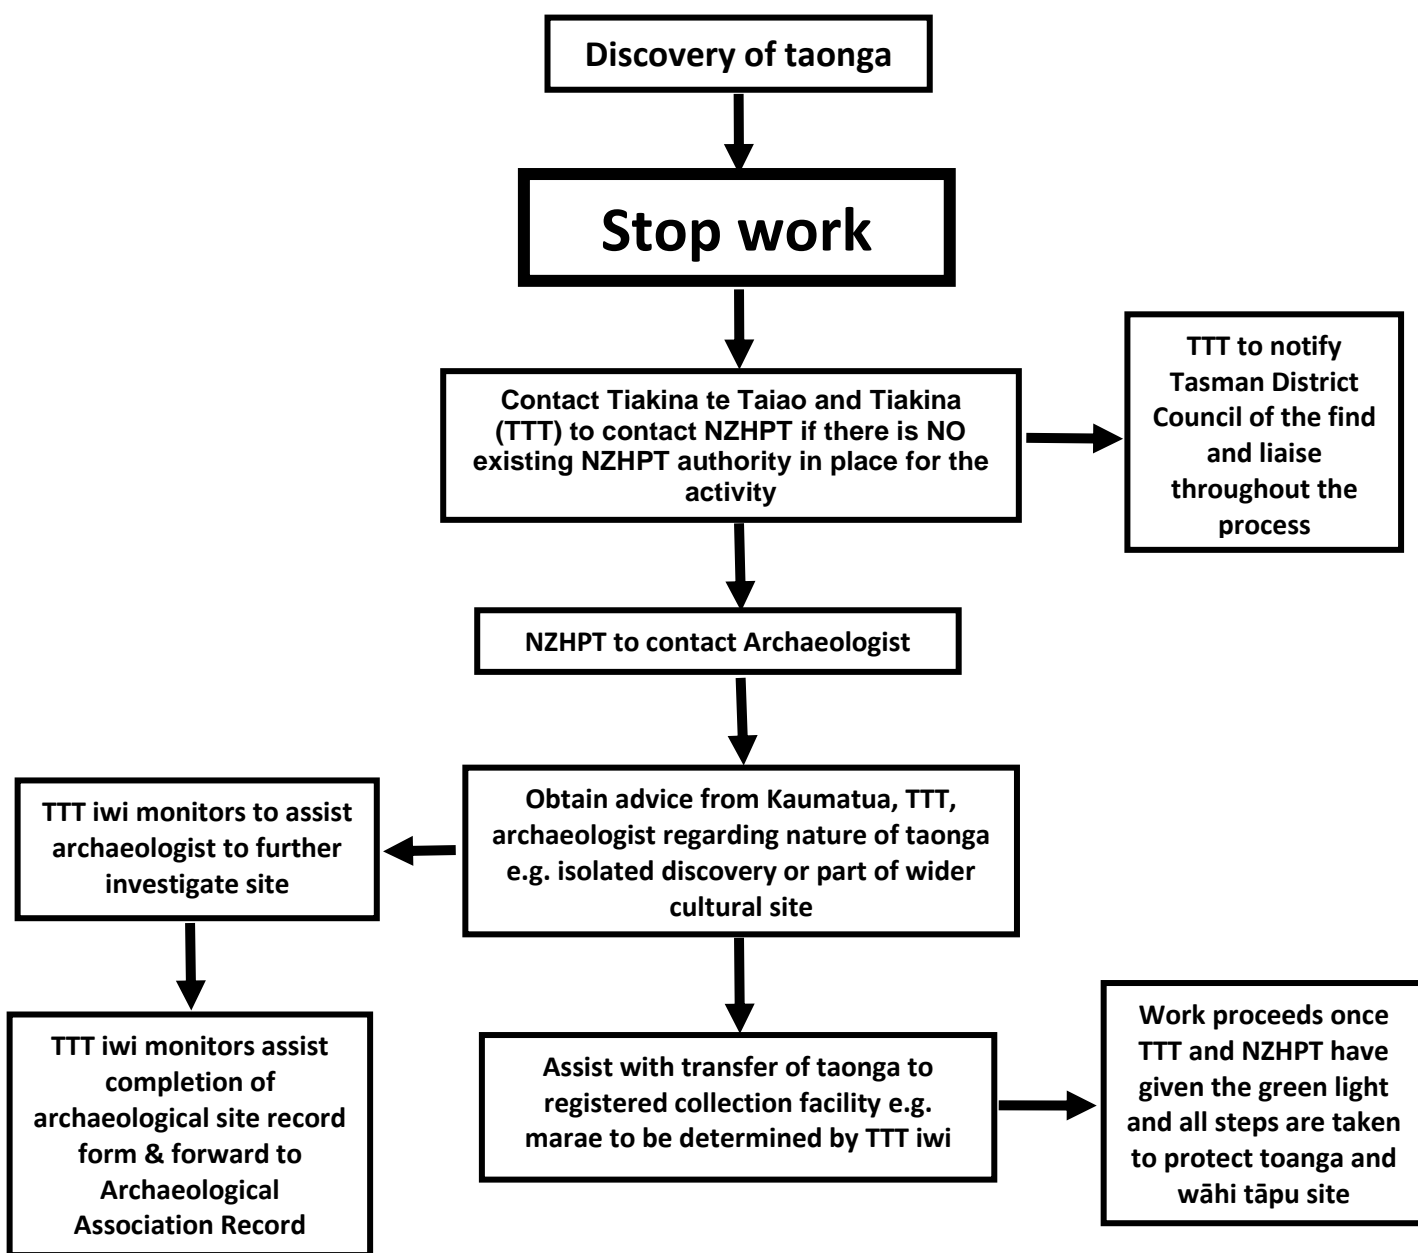 Discovery of taonga
Stop work
Contact Tiakina te Taiao and Tiakina
(TTT) to contact NZHPT if there is NO
existing NZHPT authority in place for the
activity
TTT to notify
Tasman District
Council of the find
and liaise
throughout the
process
NZHPT to contact Archaeologist
Obtain advice from Kaumatua, TTT,
archaeologist regarding nature of taonga
e.g. isolated discovery or part of wider
cultural site
TTT iwi monitors to assist
archaeologist to further
investigate site
TTT iwi monitors assist
completion of
archaeological site record
form & forward to
Archaeological
Association Record
Assist with transfer of taonga to
registered collection facility e.g.
marae to be determined by TTT iwi
Work proceeds once
TTT and NZHPT have
given the green light
and all steps are taken
to protect toanga and
wāhi tāpu site